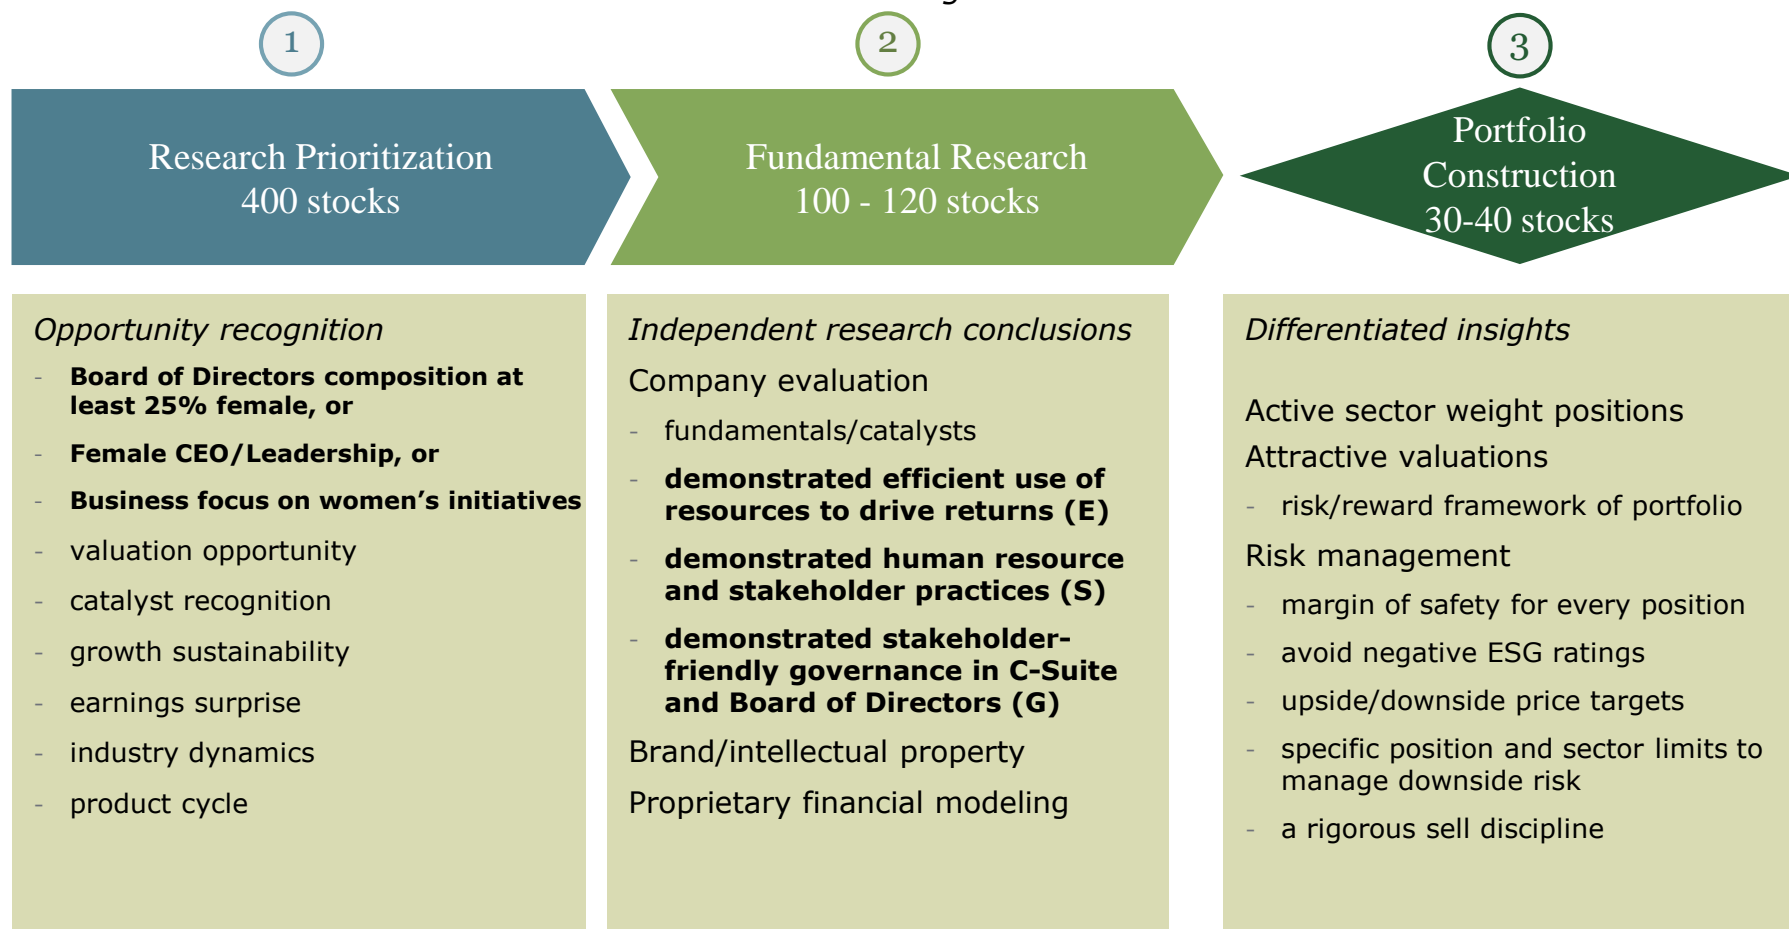 1
Research Prioritization
400 stocks
Opportunity recognition
- Board of Directors composition at
least 25% female, or
- Female CEO/Leadership, or
- Business focus on women’s initiatives
- valuation opportunity
- catalyst recognition
- growth sustainability
- earnings surprise
- industry dynamics
- product cycle
2
Fundamental Research
100 - 120 stocks
Independent research conclusions
Company evaluation
- fundamentals/catalysts
- demonstrated efficient use of
resources to drive returns (E)
- demonstrated human resource
and stakeholder practices (S)
- demonstrated stakeholder-
friendly governance in C-Suite
and Board of Directors (G)
Brand/intellectual property
Proprietary financial modeling
3
Portfolio
Construction
30-40 stocks
Differentiated insights
Active sector weight positions
Attractive valuations
- risk/reward framework of portfolio
Risk management
- margin of safety for every position
- avoid negative ESG ratings
- upside/downside price targets
- specific position and sector limits to
manage downside risk
- a rigorous sell discipline